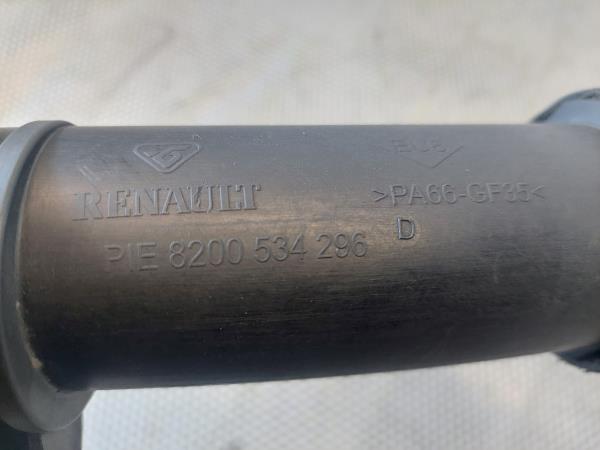 RENAULT
>PA66-GF35<
PIE 8200 534 296
D